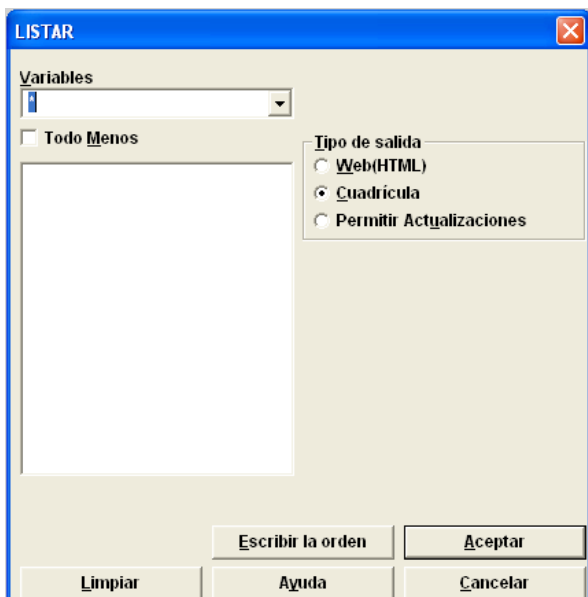 LISTAR
Variables
*
Todo Menos
Tipo de salida
Web(HTML)
Cuadrícula
Permitir Actualizaciones
Escribir la orden
Aceptar
Limpiar
Ayuda
Cancelar